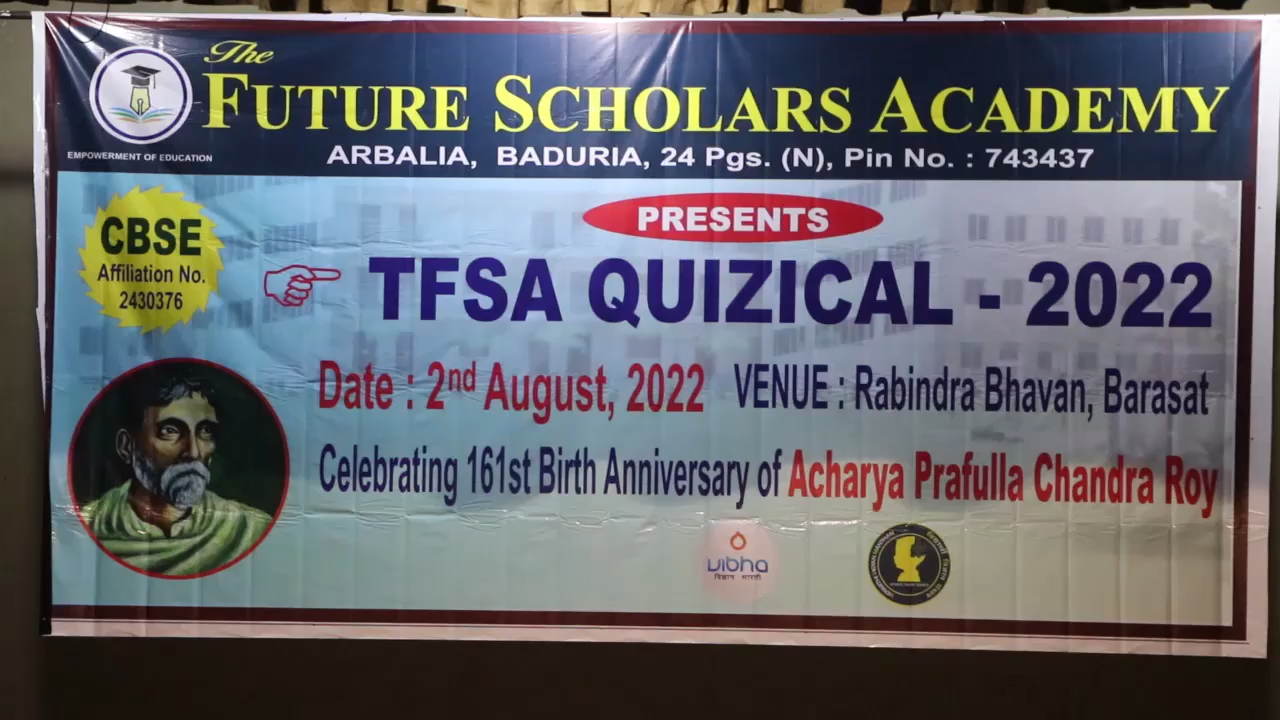 The
FUTURE SCHOLARS ACADEMY
EMPOWERMENT OF EDUCATION
ARBALIA, BADURIA, 24 Pgs. (N), Pin No. : 743437
PRESENTS
CBSE
Affiliation No.
2430376
TFSA QUIZICAL - 2022
Date : 2nd August, 2022 VENUE : Rabindra Bhavan, Barasat
Celebrating 161st Birth Anniversary of Acharya Prafulla Chandra Roy
vibha
विज्ञान भारती